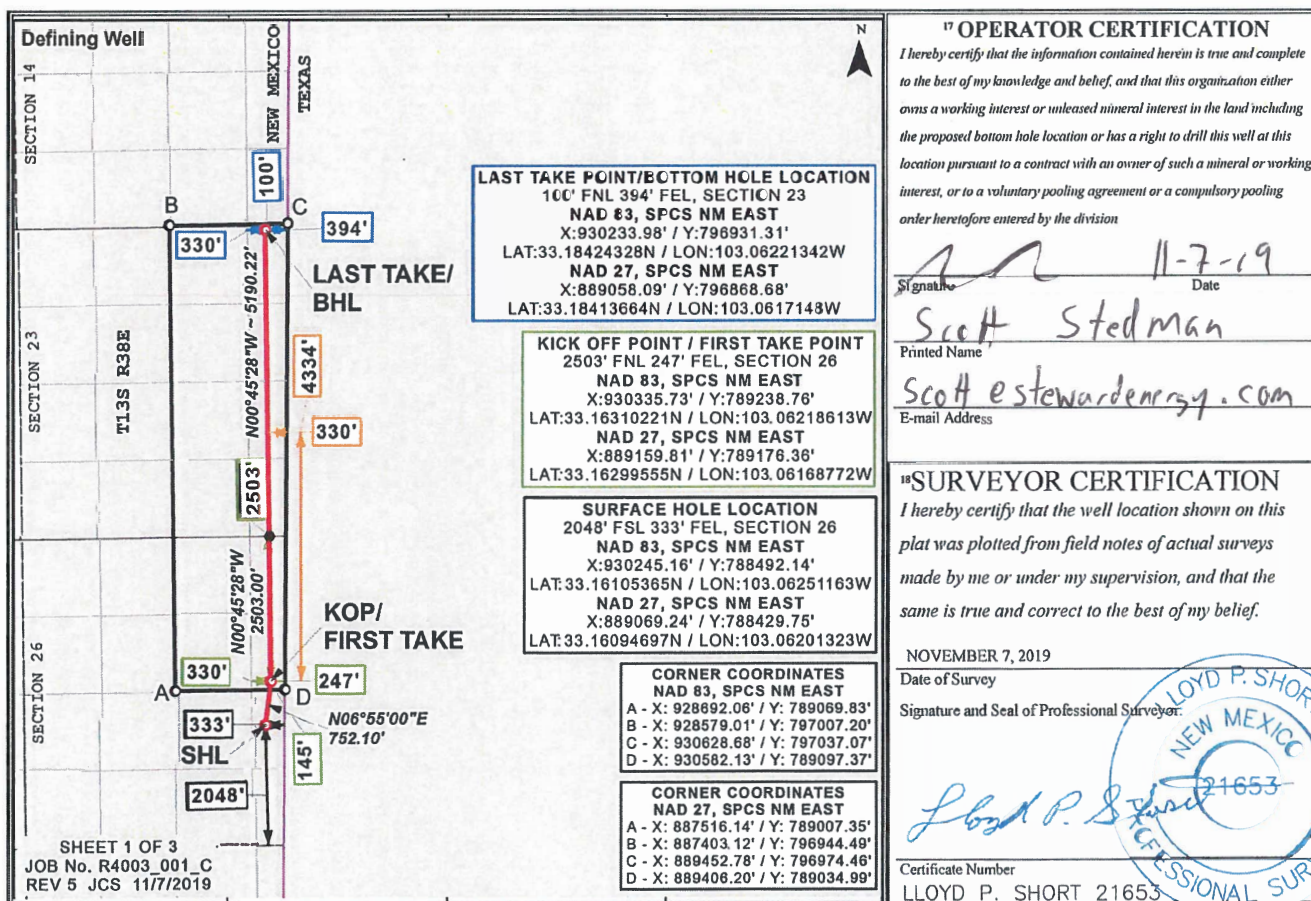 Defining Well
SECTION 14
NEW MEXICO
TEXAS
N
100'
B
C
330'
394'
LAST TAKE/
BHL
N00°45'28"W ~ 5190.22'
4334'
SECTION 23
T13S R38E
330'
2503'
N00°45'28"W
2503.00'
KOP/
FIRST TAKE
SECTION 26
330'
247'
A
D
333'
N06°55'00"E
752.10'
SHL
145'
2048'
SHEET 1 OF 3
JOB No. R4003_001_C
REV 5 JCS 11/7/2019
LAST TAKE POINT/BOTTOM HOLE LOCATION
100' FNL 394' FEL, SECTION 23
NAD 83, SPCS NM EAST
X:930233.98' / Y:796931.31'
LAT:33.18424328N / LON:103.06221342W
NAD 27, SPCS NM EAST
X:889058.09' / Y:796868.68'
LAT:33.18413664N / LON:103.0617148W
KICK OFF POINT / FIRST TAKE POINT
2503' FNL 247' FEL, SECTION 26
NAD 83, SPCS NM EAST
X:930335.73' / Y:789238.76'
LAT:33.16310221N / LON:103.06218613W
NAD 27, SPCS NM EAST
X:889159.81' / Y:789176.36'
LAT:33.16299555N / LON:103.06168772W
SURFACE HOLE LOCATION
2048' FSL 333' FEL, SECTION 26
NAD 83, SPCS NM EAST
X:930245.16' / Y:788492.14'
LAT:33.16105365N / LON:103.06251163W
NAD 27, SPCS NM EAST
X:889069.24' / Y:788429.75'
LAT:33.16094697N / LON:103.06201323W
CORNER COORDINATES
NAD 83, SPCS NM EAST
A - X: 928692.06' / Y: 789069.83'
B - X: 928579.01' / Y: 797007.20'
C - X: 930628.68' / Y: 797037.07'
D - X: 930582.13' / Y: 789097.37'
CORNER COORDINATES
NAD 27, SPCS NM EAST
A - X: 887516.14' / Y: 789007.35'
B - X: 887403.12' / Y: 796944.49'
C - X: 889452.78' / Y: 796974.46'
D - X: 889406.20' / Y: 789034.99'
17 OPERATOR CERTIFICATION
I hereby certify that the information contained herein is true and complete
to the best of my knowledge and belief, and that this organization either
owns a working interest or unleased mineral interest in the land including
the proposed bottom hole location or has a right to drill this well at this
location pursuant to a contract with an owner of such a mineral or working
interest, or to a voluntary pooling agreement or a compulsory pooling
order heretofore entered by the division
11-7-19
Signature Date
Scott Stedman
Printed Name
scott@stewardenergy.com
E-mail Address
18 SURVEYOR CERTIFICATION
I hereby certify that the well location shown on this
plat was plotted from field notes of actual surveys
made by me or under my supervision, and that the
same is true and correct to the best of my belief.
NOVEMBER 7, 2019
Date of Survey
Signature and Seal of Professional Surveyor:
LLOYD P. SHORT
NEW MEXICO
21653
PROFESSIONAL SUR
Lloyd P. Short
Certificate Number
LLOYD P. SHORT 21653